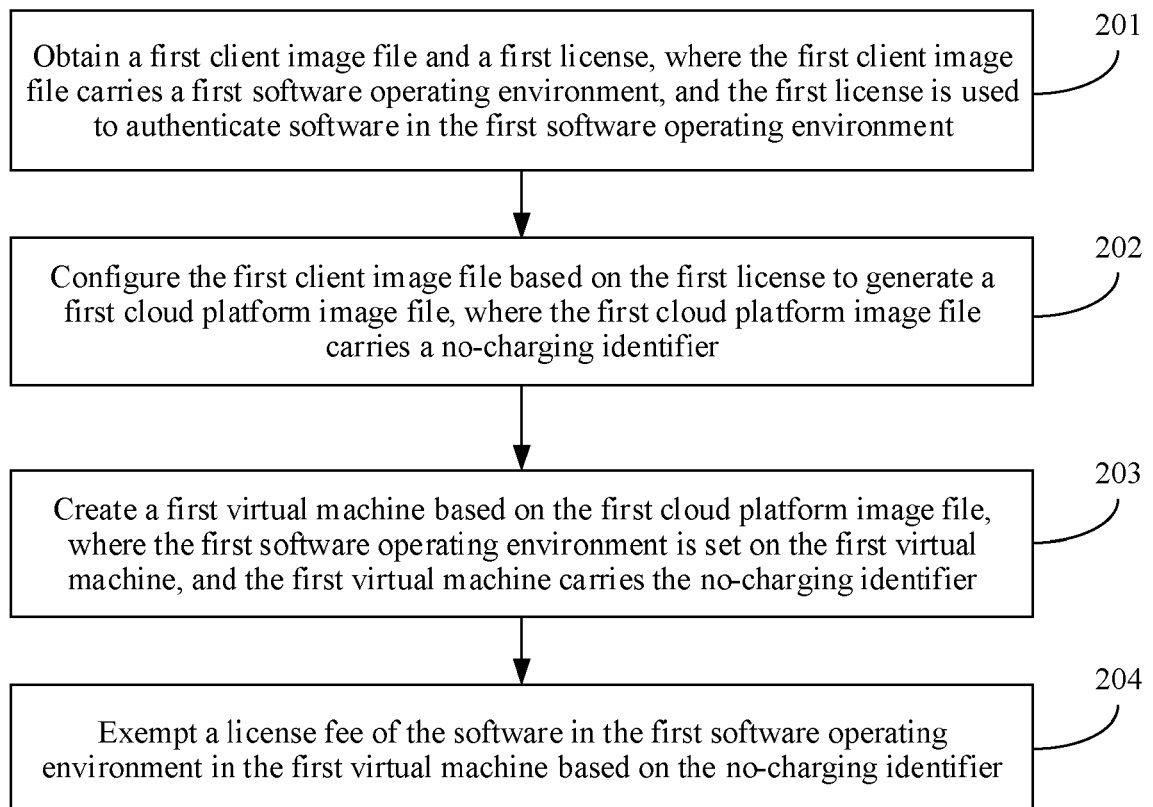 Obtain a first client image file and a first license, where the first client image
file carries a first software operating environment, and the first license is used
to authenticate software in the first software operating environment
201
Configure the first client image file based on the first license to generate a
first cloud platform image file, where the first cloud platform image file
carries a no-charging identifier
202
Create a first virtual machine based on the first cloud platform image file,
where the first software operating environment is set on the first virtual
machine, and the first virtual machine carries the no-charging identifier
203
Exempt a license fee of the software in the first software operating
environment in the first virtual machine based on the no-charging identifier
204